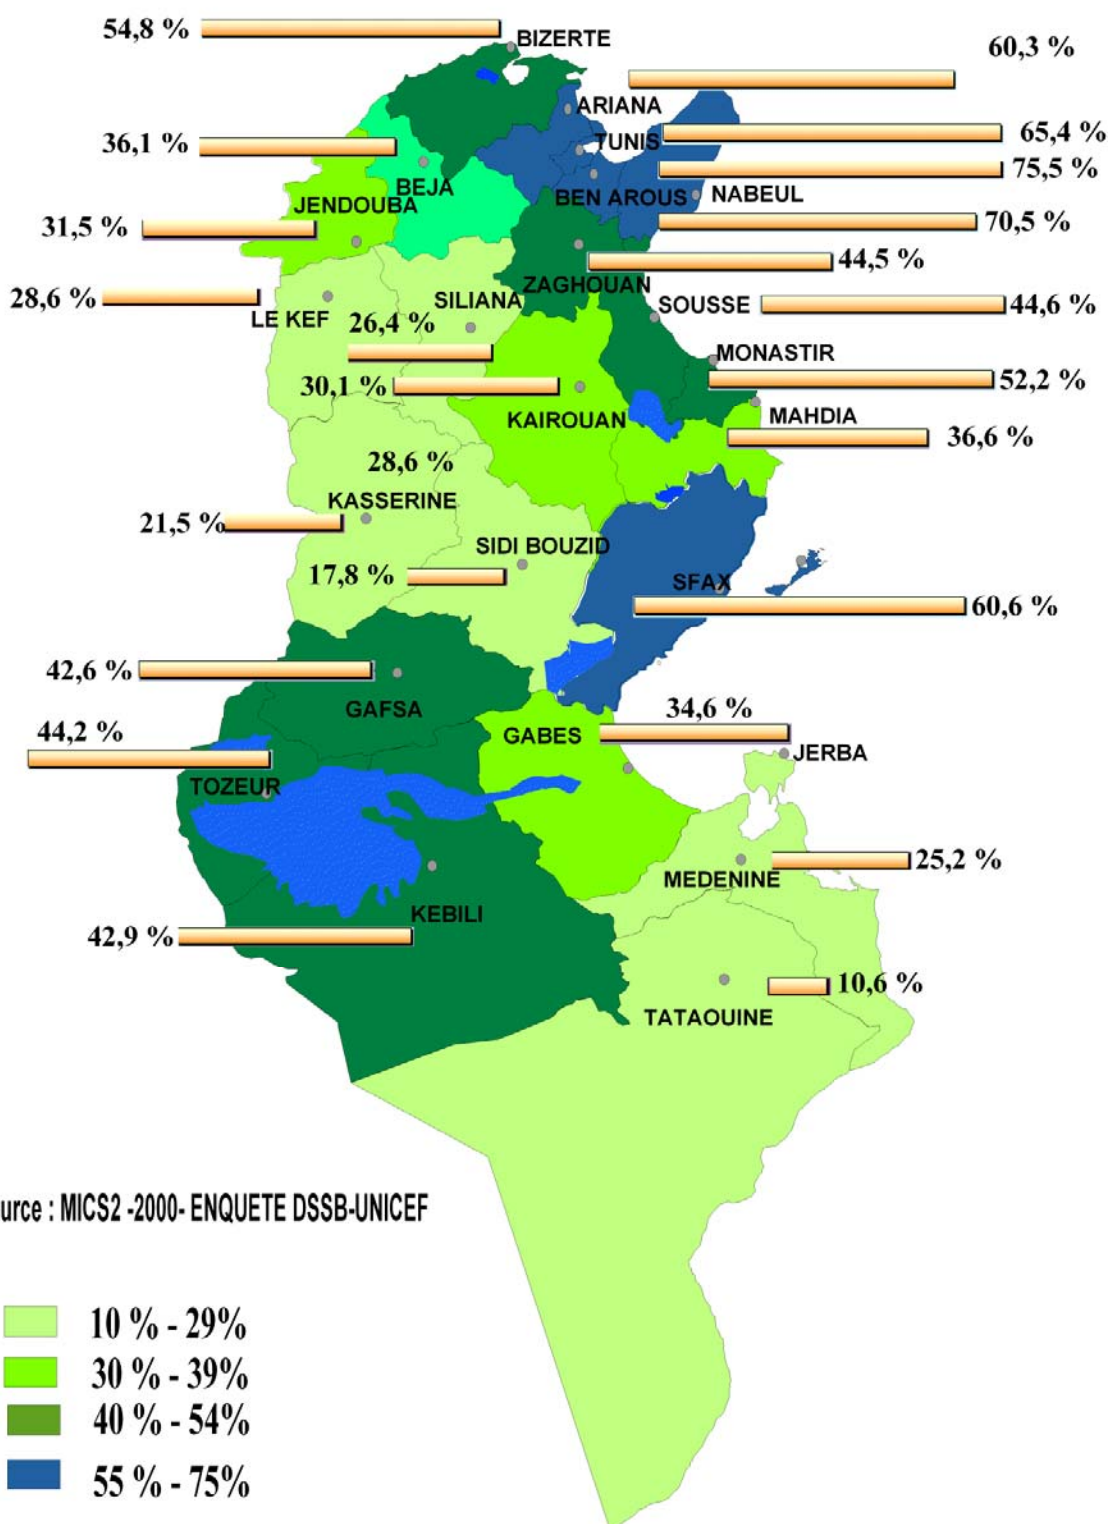 54,8 %
BIZERTE
60,3 %
ARIANA
TUNIS
65,4 %
36,1 %
75,5 %
BEJA
BEN AROUS
NABEUL
JENDOUBA
31,5 %
70,5 %
44,5 %
ZAGHOUAN
28,6 %
SILIANA
SOUSSE
44,6 %
LE KEF
26,4 %
MONASTIR
30,1 %
52,2 %
KAIROUAN
MAHDIA
36,6 %
28,6 %
KASSERINE
21,5 %
SIDI BOUZID
17,8 %
SFAX
60,6 %
42,6 %
GAFSA
34,6 %
44,2 %
GABES
JERBA
TOZEUR
25,2 %
MEDENINE
KEBILI
42,9 %
10,6 %
TATAOUINE
urce : MICS2 -2000- ENQUETE DSSB-UNICEF
10 % - 29%
30 % - 39%
40 % - 54%
55 % - 75%